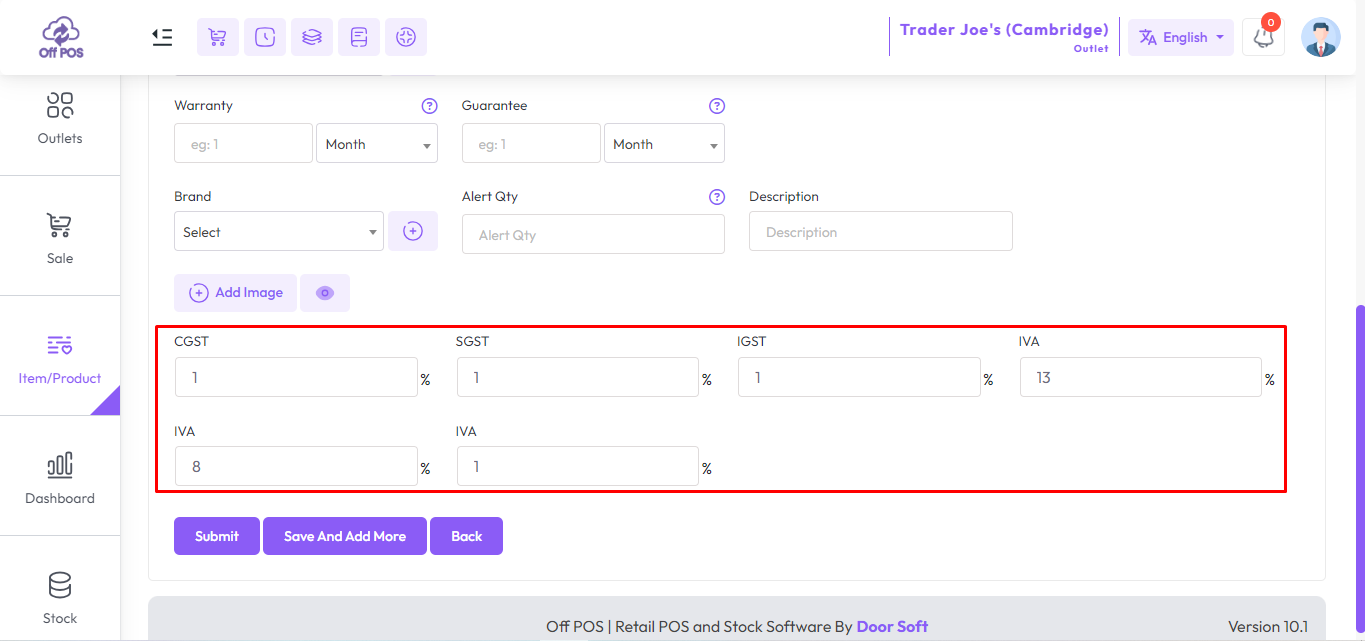 Off POS
Trader Joe's (Cambridge)
Outlet
English
0
Outlets
Sale
Item/Product
Dashboard
Stock
Warranty ? Guarantee ?
eg: 1 Month eg: 1 Month
Brand Alert Qty ? Description
Select Alert Qty Description
Add Image
CGST SGST IGST IVA
1 % 1 % 1 % 13 %
IVA IVA
8 % 1 %
Submit Save And Add More Back
Off POS | Retail POS and Stock Software By Door Soft Version 10.1